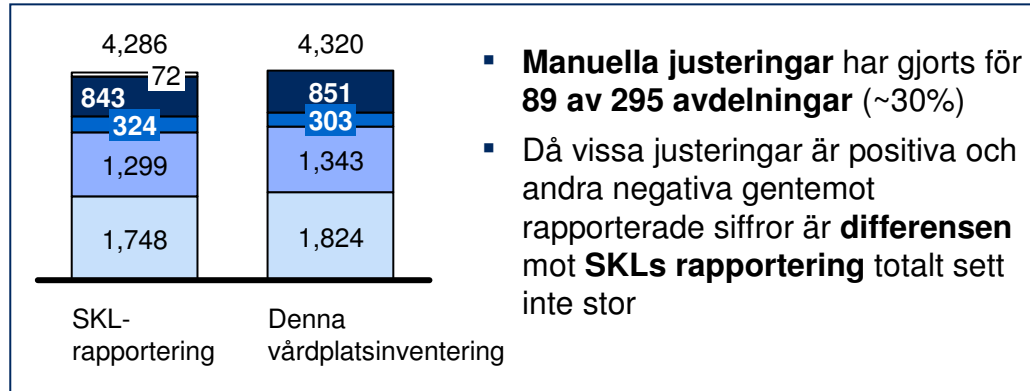 4,286
4,320
72
843
851
324
303
1,299
1,343
1,748
1,824
SKL-
rapportering
Denna
vårdplatsinventering
▪ Manuella justeringar har gjorts för
89 av 295 avdelningar (~30%)
▪ Då vissa justeringar är positiva och
andra negativa gentemot
rapporterade siffror är differensen
mot SKLs rapportering totalt sett
inte stor